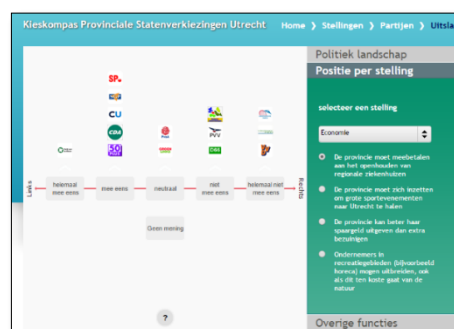 Kieskompas Provinciale Statenverkiezingen Utrecht
Home ❯ Stellingen ❯ Partijen ❯ Uitsla
Politiek landschap
Positie per stelling
selecteer een stelling
Economie
De provincie moet meebetalen
aan het openhouden van
regionale ziekenhuizen
De provincie moet zich inzetten
om grote sportevenementen
naar Utrecht te halen
De provincie kan beter haar
spaargeld uitgeven dan extra
bezuinigen
Ondernemers in
recreatiegebieden (bijvoorbeeld
horeca) mogen uitbreiden, ook
als dit ten koste gaat van de
natuur
Overige functies
SP.
CU
CDA
50
PVV
Links
helemaal
mee eens
mee eens
neutraal
niet
mee eens
helemaal niet
mee eens
Rechts
Geen mening
?